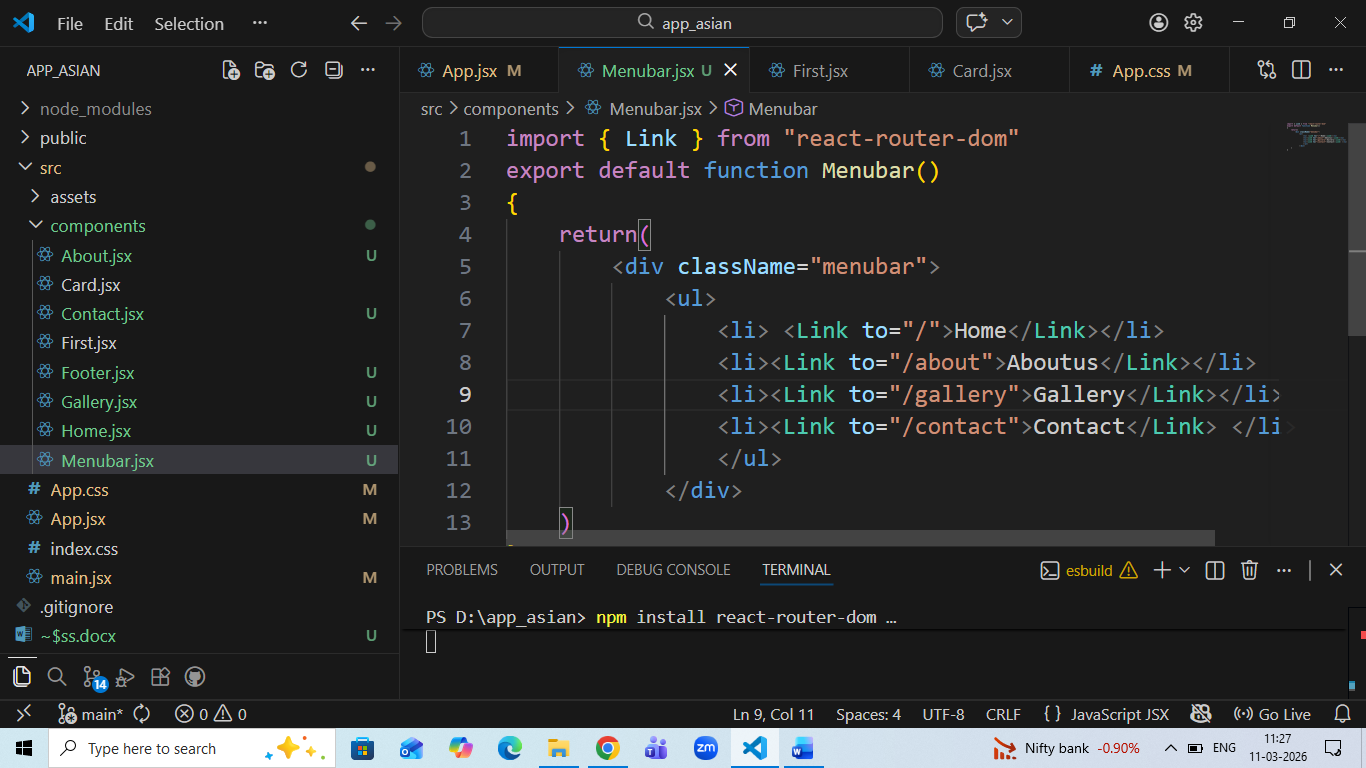 File Edit Selection ··· app_asian
APP_ASIAN ···
node_modules
public
src
assets
components
About.jsx U
Card.jsx
Contact.jsx U
First.jsx
Footer.jsx U
Gallery.jsx U
Home.jsx U
Menubar.jsx U
# App.css M
App.jsx M
# index.css
main.jsx M
.gitignore
~$ss.docx U
14
App.jsx M Menubar.jsx U First.jsx Card.jsx # App.css M ···
src > components > Menubar.jsx > Menubar
1 import { Link } from "react-router-dom"
2 export default function Menubar()
3 {
4 return(
5 <div className="menubar">
6 <ul>
7 <li> <Link to="/">Home</Link></li>
8 <li><Link to="/about">Aboutus</Link></li>
9 <li><Link to="/gallery">Gallery</Link></li>
10 <li><Link to="/contact">Contact</Link> </li>
11 </ul>
12 </div>
13 )
PROBLEMS OUTPUT DEBUG CONSOLE TERMINAL esbuild ···
PS D:\app_asian> npm install react-router-dom …
main* 0 0 Ln 9, Col 11 Spaces: 4 UTF-8 CRLF { } JavaScript JSX Go Live
Type here to search zm Nifty bank -0.90% ENG 11:27
11-03-2026